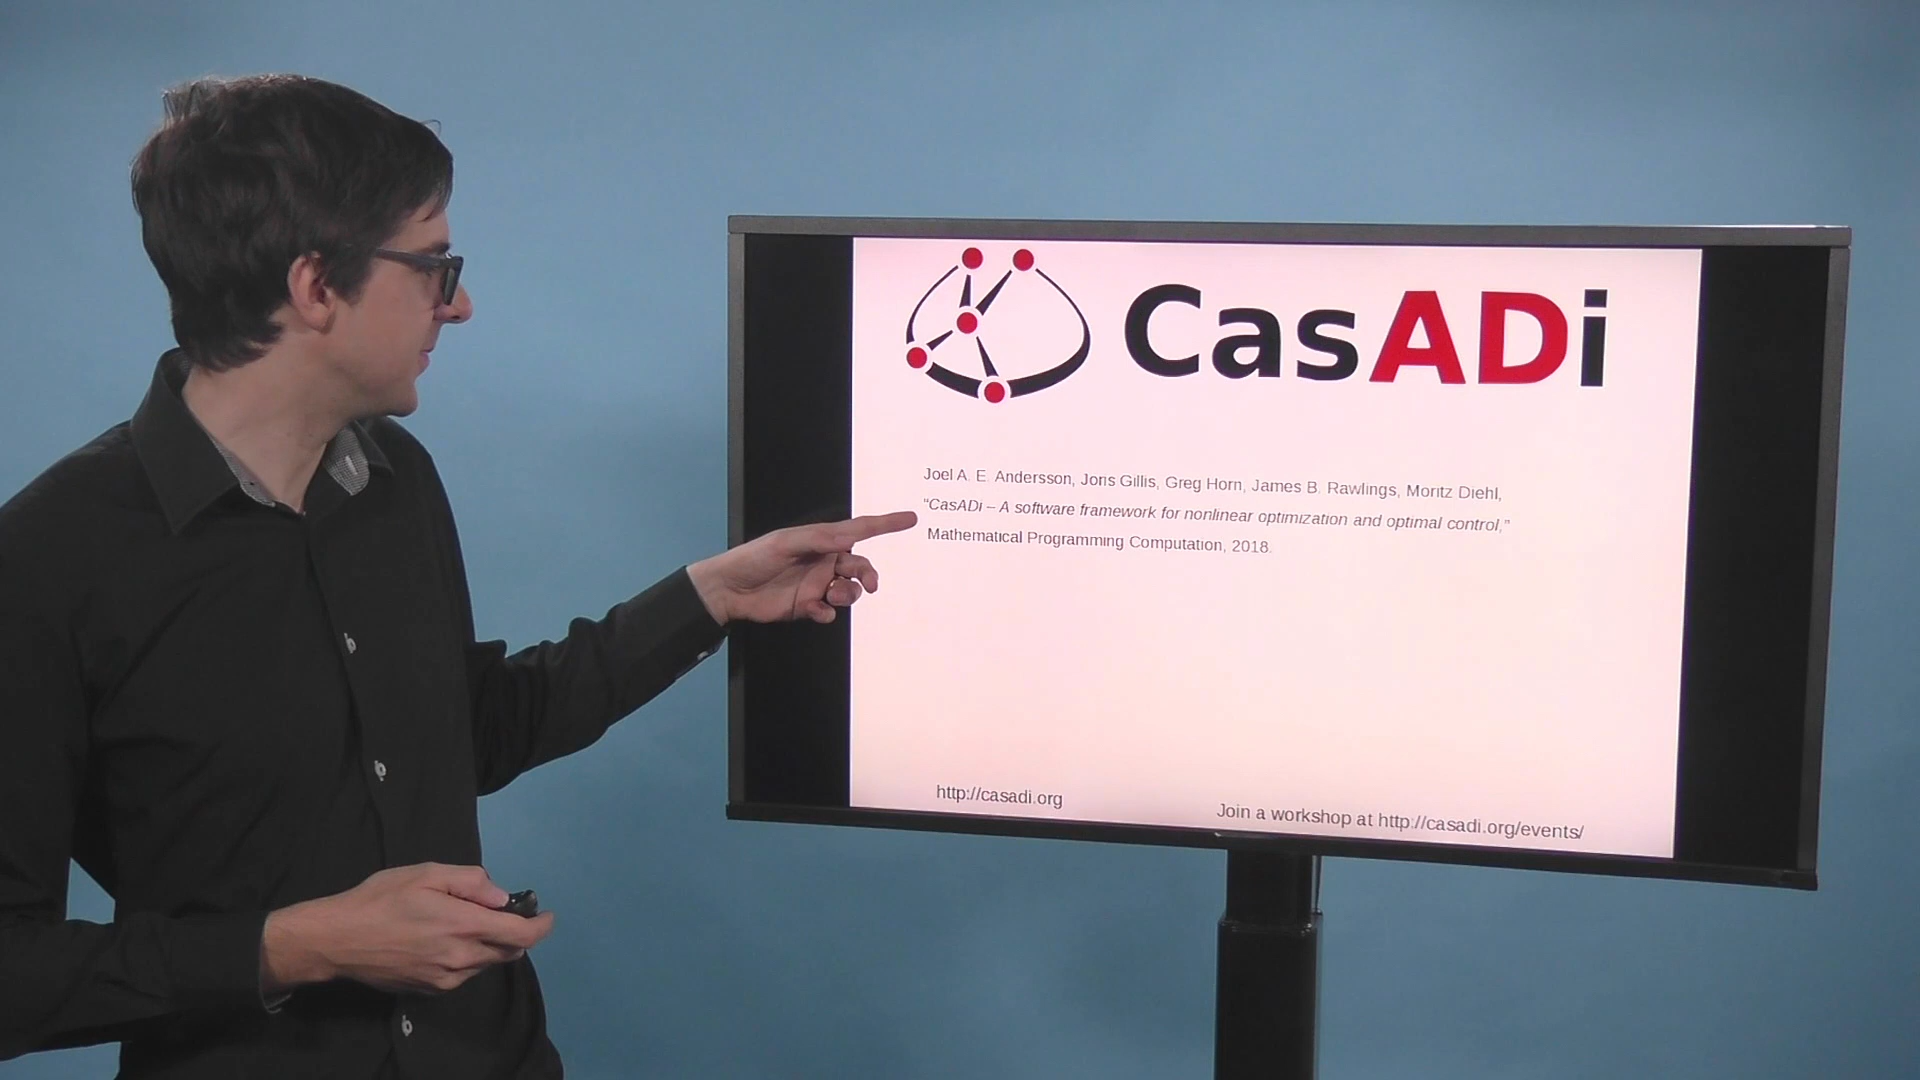 CasADi
Joel A. E. Andersson, Joris Gillis, Greg Horn, James B. Rawlings, Moritz Diehl,
“CasADi – A software framework for nonlinear optimization and optimal control,”
Mathematical Programming Computation, 2018.
http://casadi.org
Join a workshop at http://casadi.org/events/